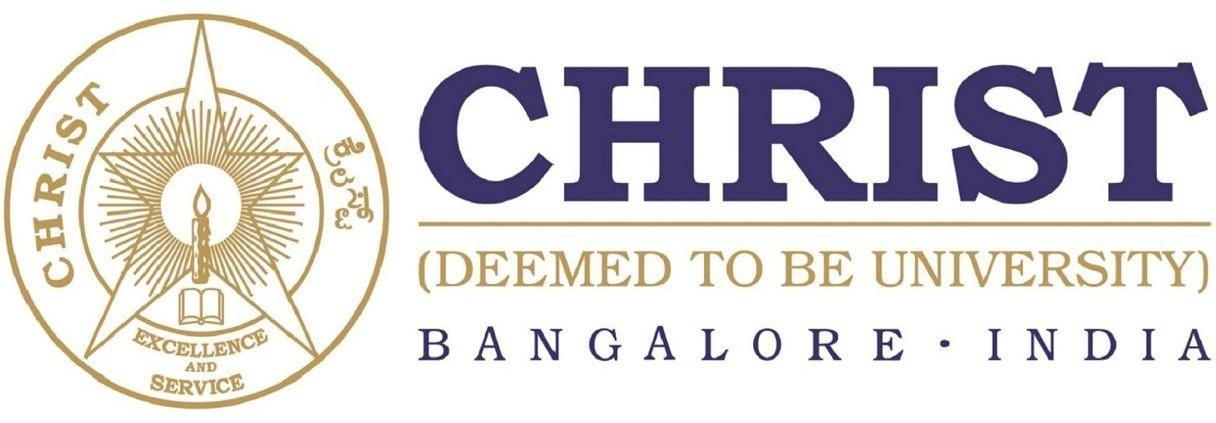 CHRIST
EXCELLENCE
AND
SERVICE
CHRIST
(DEEMED TO BE UNIVERSITY)
BANGALORE · INDIA